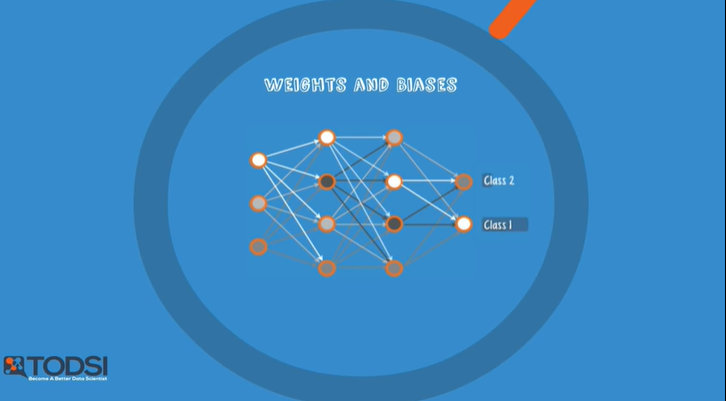 WEIGHTS AND BIASES
Class 2
Class 1
TODSI
Become A Better Data Scientist